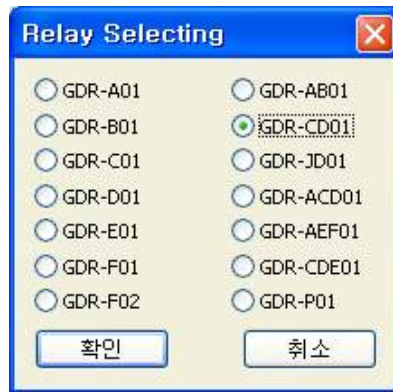 Relay Selecting
GDR-A01 GDR-AB01
GDR-B01 GDR-CD01
GDR-C01 GDR-JD01
GDR-D01 GDR-ACD01
GDR-E01 GDR-AEF01
GDR-F01 GDR-CDE01
GDR-F02 GDR-P01
확인 취소